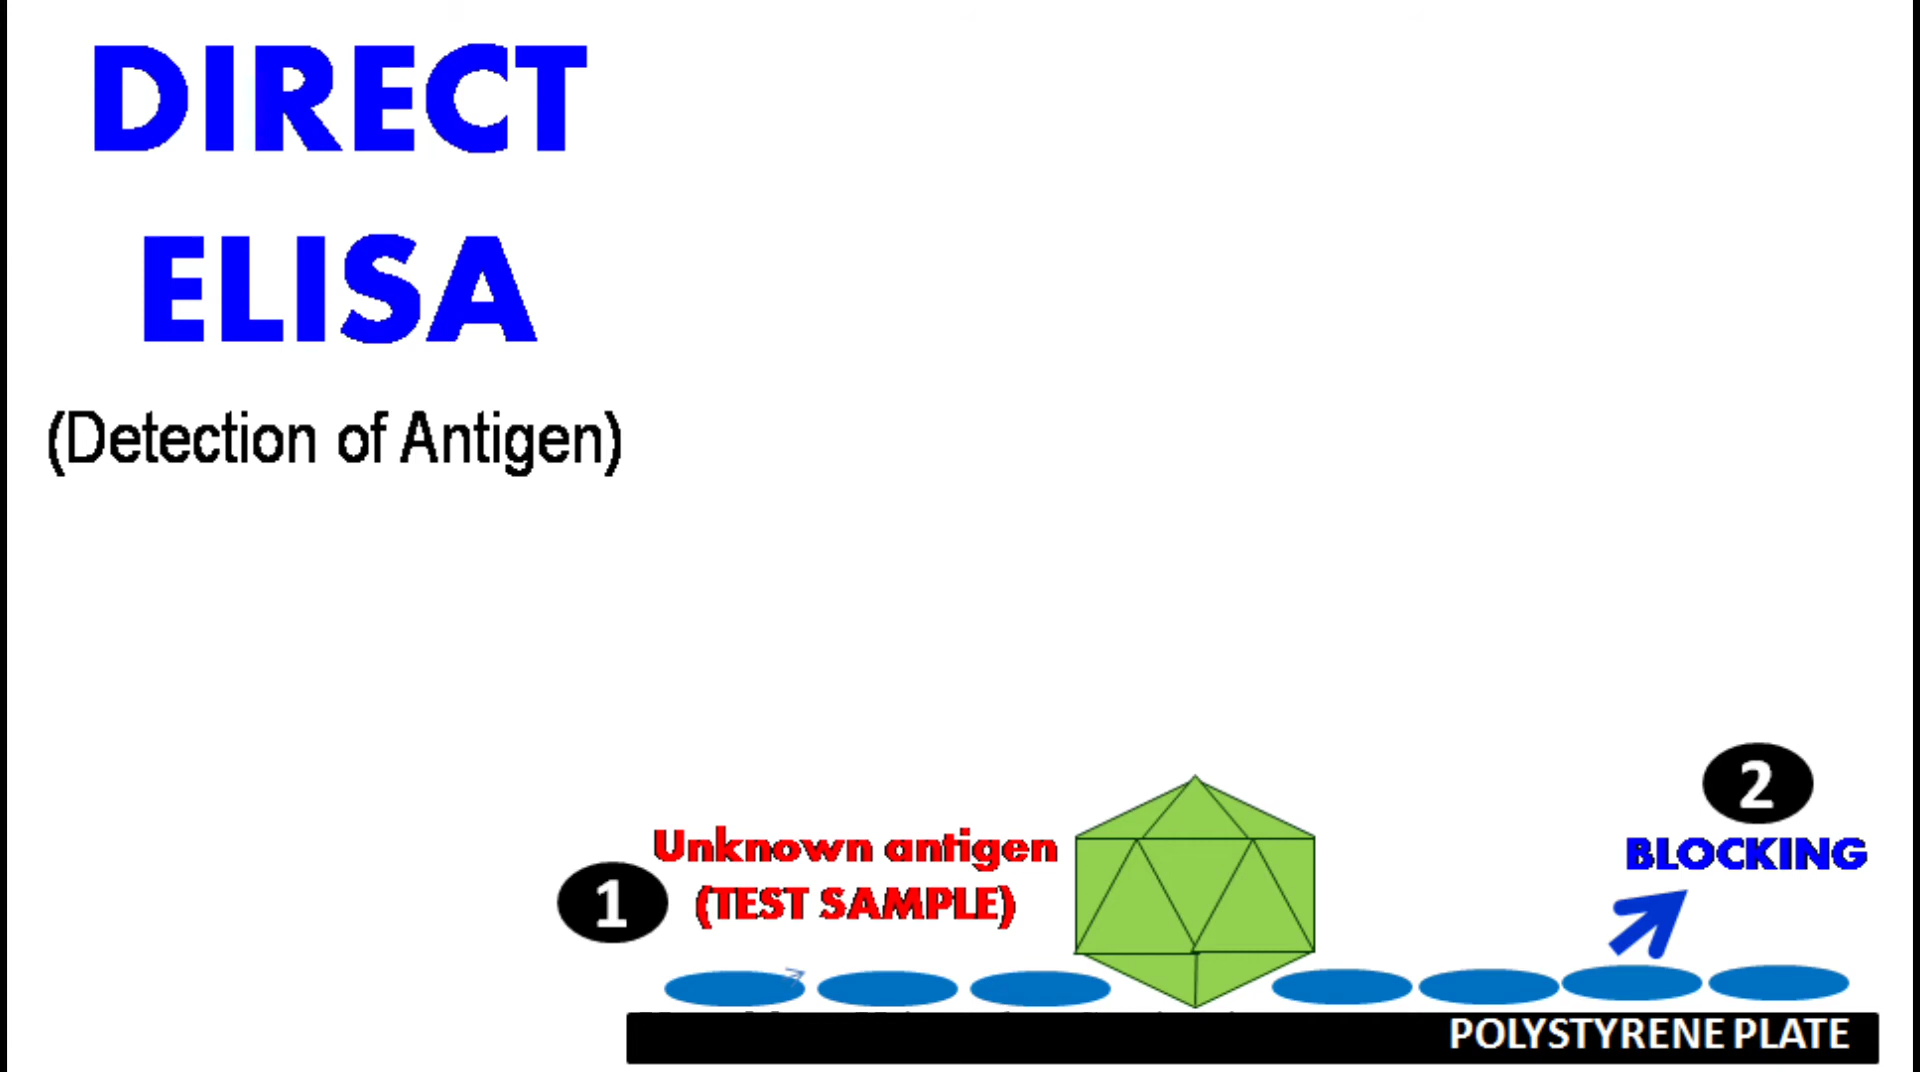 DIRECT
ELISA
(Detection of Antigen)
2
BLOCKING
1
Unknown antigen
(TEST SAMPLE)
POLYSTYRENE PLATE